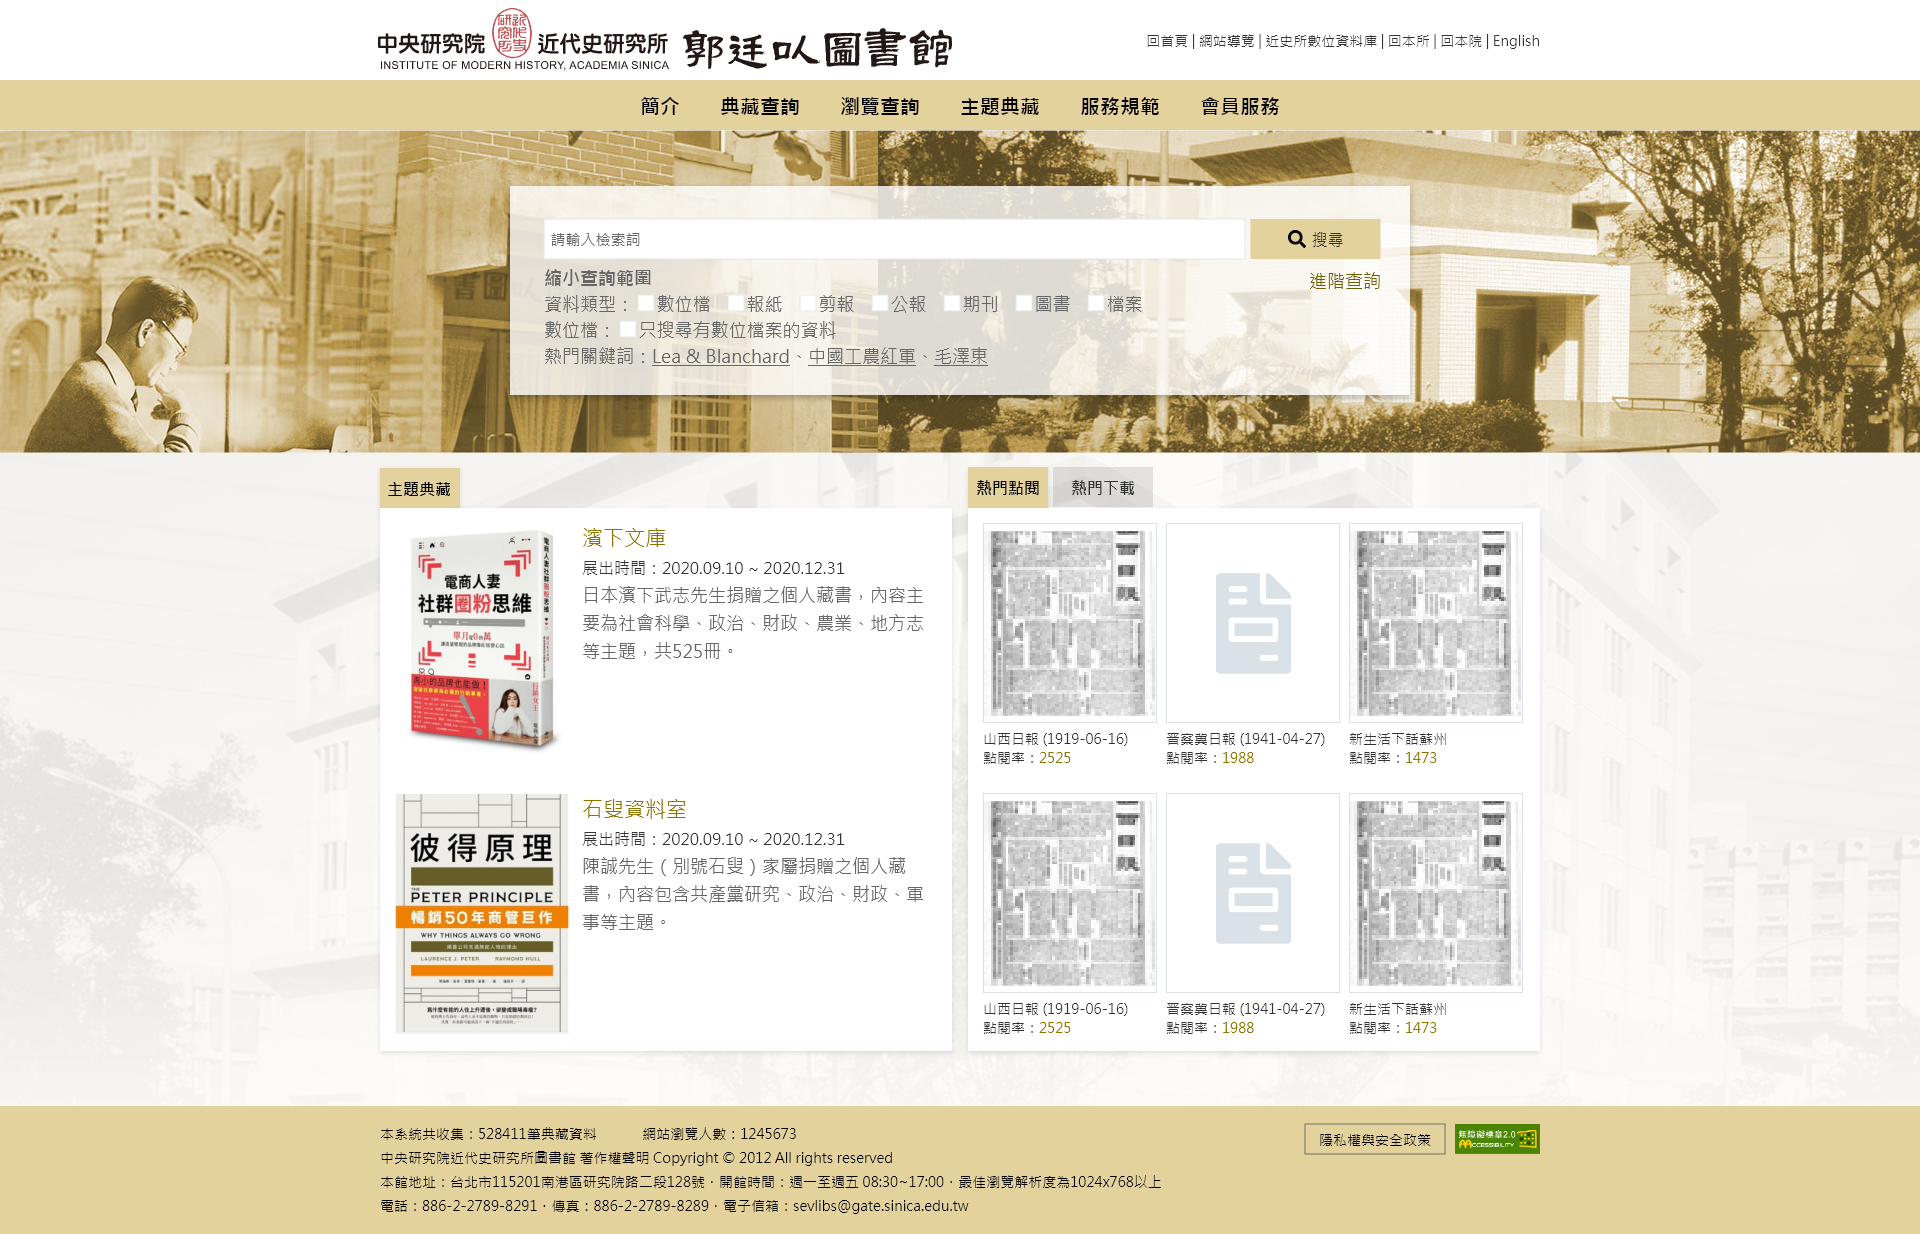 中央研究院 近代史研究所 郭廷以圖書館
INSTITUTE OF MODERN HISTORY, ACADEMIA SINICA
回首頁 | 網站導覽 | 近史所數位資料庫 | 回本所 | 回本院 | English
簡介 典藏查詢 瀏覽查詢 主題典藏 服務規範 會員服務
請輸入檢索詞 搜尋
縮小查詢範圍 進階查詢
資料類型： 數位檔 報紙 剪報 公報 期刊 圖書 檔案
數位檔： 只搜尋有數位檔案的資料
熱門關鍵詞：Lea & Blanchard、中國工農紅軍、毛澤東
主題典藏
濱下文庫
展出時間：2020.09.10 ~ 2020.12.31
日本濱下武志先生捐贈之個人藏書，內容主
要為社會科學、政治、財政、農業、地方志
等主題，共525冊。
電商人妻
社群圈粉思維
電商人妻社群圈粉思維
再小的品牌也能做！
石叟資料室
展出時間：2020.09.10 ~ 2020.12.31
陳誠先生（別號石叟）家屬捐贈之個人藏
書，內容包含共產黨研究、政治、財政、軍
事等主題。
彼得原理
THE
PETER PRINCIPLE
暢銷50年商管巨作
WHY THINGS ALWAYS GO WRONG
LAURENCE J. PETER RAYMOND HULL
熱門點閱 熱門下載
山西日報 (1919-06-16)
點閱率：2525
晉察冀日報 (1941-04-27)
點閱率：1988
新生活下話蘇州
點閱率：1473
山西日報 (1919-06-16)
點閱率：2525
晉察冀日報 (1941-04-27)
點閱率：1988
新生活下話蘇州
點閱率：1473
本系統共收集：528411筆典藏資料 網站瀏覽人數：1245673
中央研究院近代史研究所圖書館 著作權聲明 Copyright © 2012 All rights reserved
本館地址：台北市115201南港區研究院路二段128號．開館時間：週一至週五 08:30~17:00．最佳瀏覽解析度為1024x768以上
電話：886-2-2789-8291．傳真：886-2-2789-8289．電子信箱：sevlibs@gate.sinica.edu.tw
隱私權與安全政策
無障礙標章2.0
ACCESSIBILITY